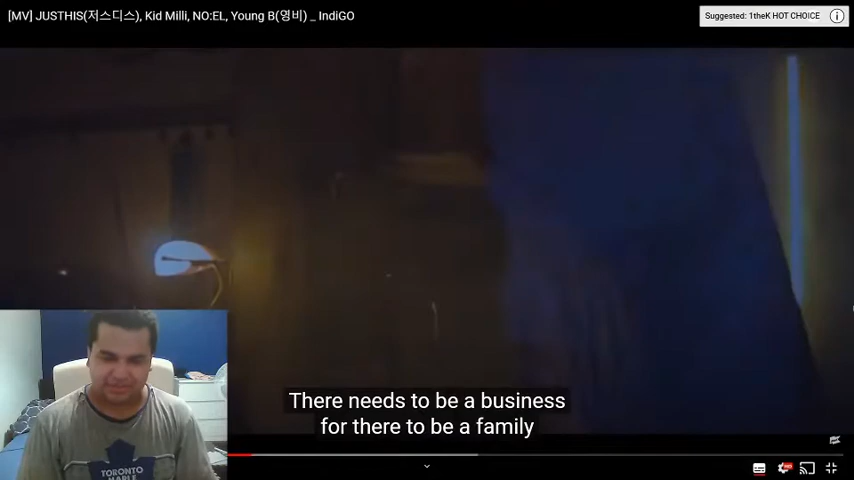 [MV] JUSTHIS(저스디스), Kid Milli, NO:EL, Young B(영비) _ IndiGO
Suggested: 1theK HOT CHOICE
There needs to be a business
for there to be a family
TORONTO
MAPLE
HD